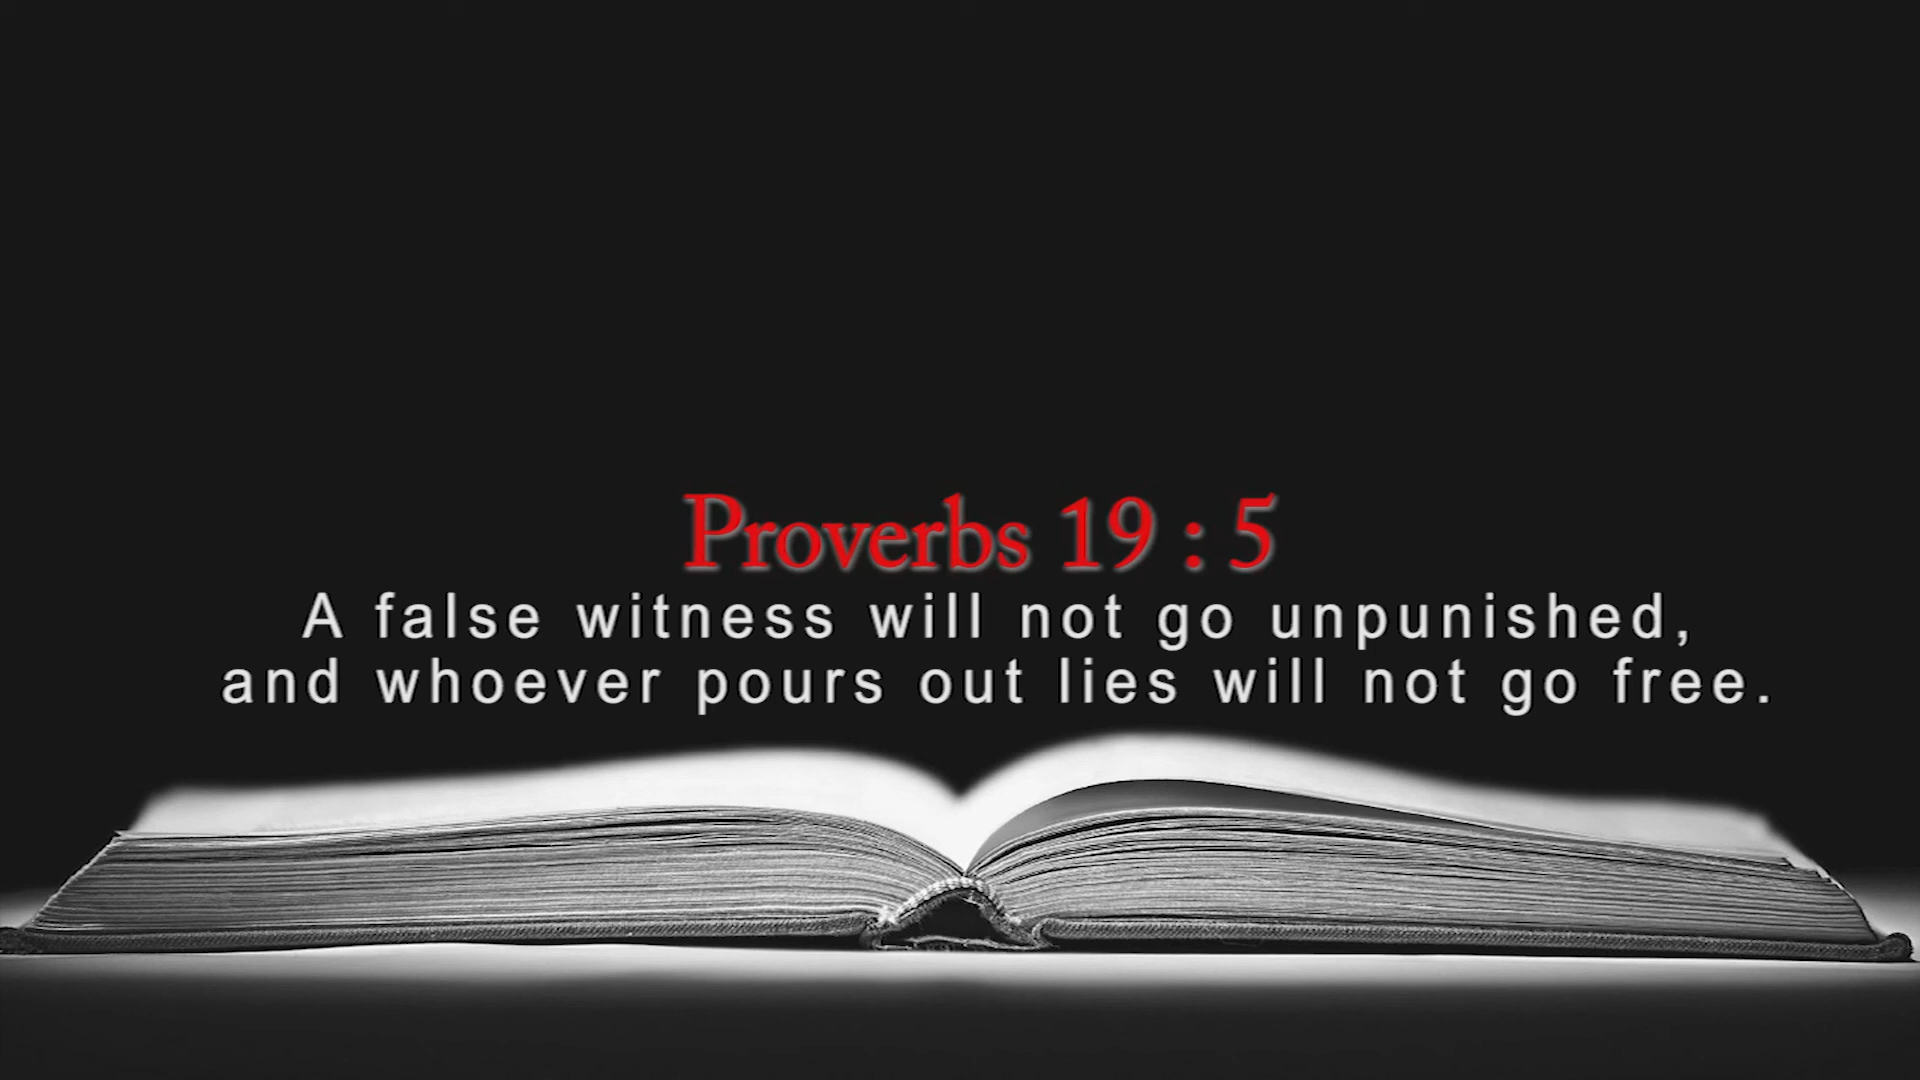 Proverbs 19 : 5
A false witness will not go unpunished,
and whoever pours out lies will not go free.